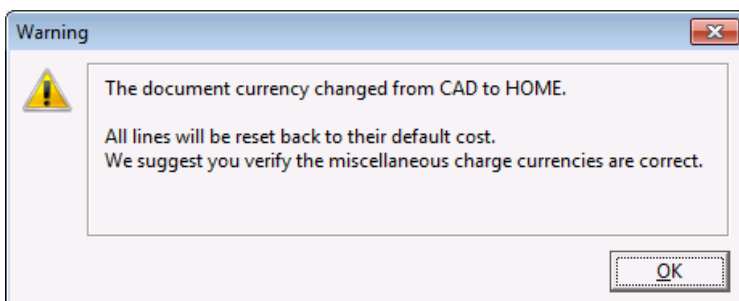 Warning
The document currency changed from CAD to HOME.
All lines will be reset back to their default cost.
We suggest you verify the miscellaneous charge currencies are correct.
OK